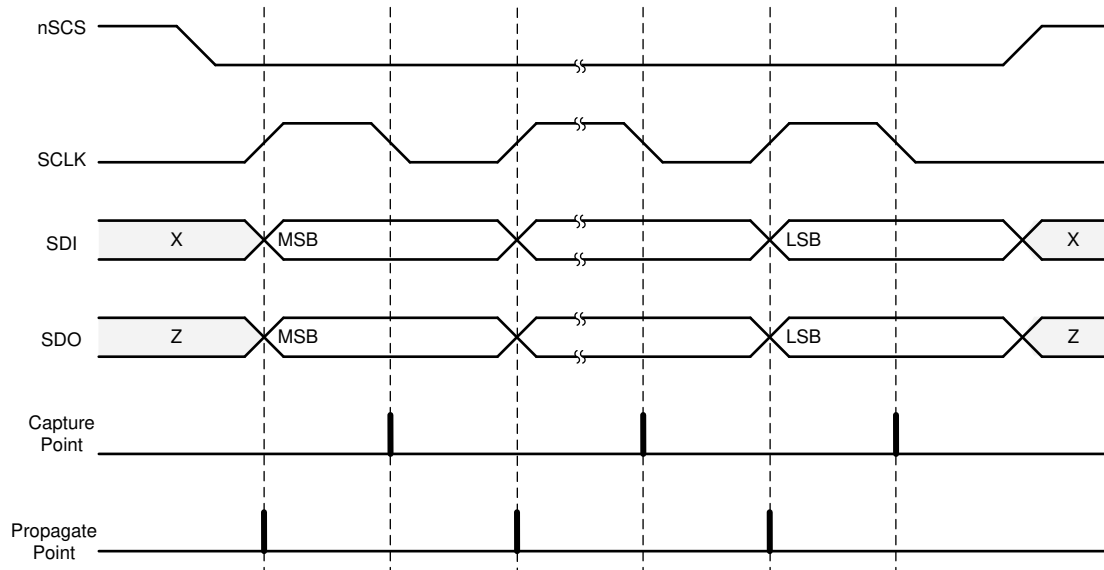 nSCS
SCLK
SDI
X
MSB
LSB
X
SDO
Z
MSB
LSB
Z
Capture
Point
Propagate
Point